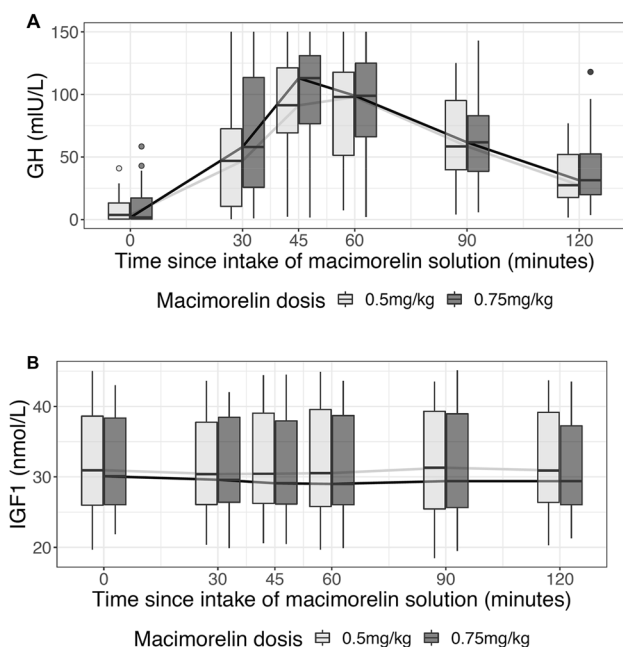 A
150
100
50
0
GH (mIU/L)
0 30 45 60 90 120
Time since intake of macimorelin solution (minutes)
Macimorelin dosis 0.5mg/kg 0.75mg/kg
B
40
30
20
IGF1 (nmol/L)
0 30 45 60 90 120
Time since intake of macimorelin solution (minutes)
Macimorelin dosis 0.5mg/kg 0.75mg/kg